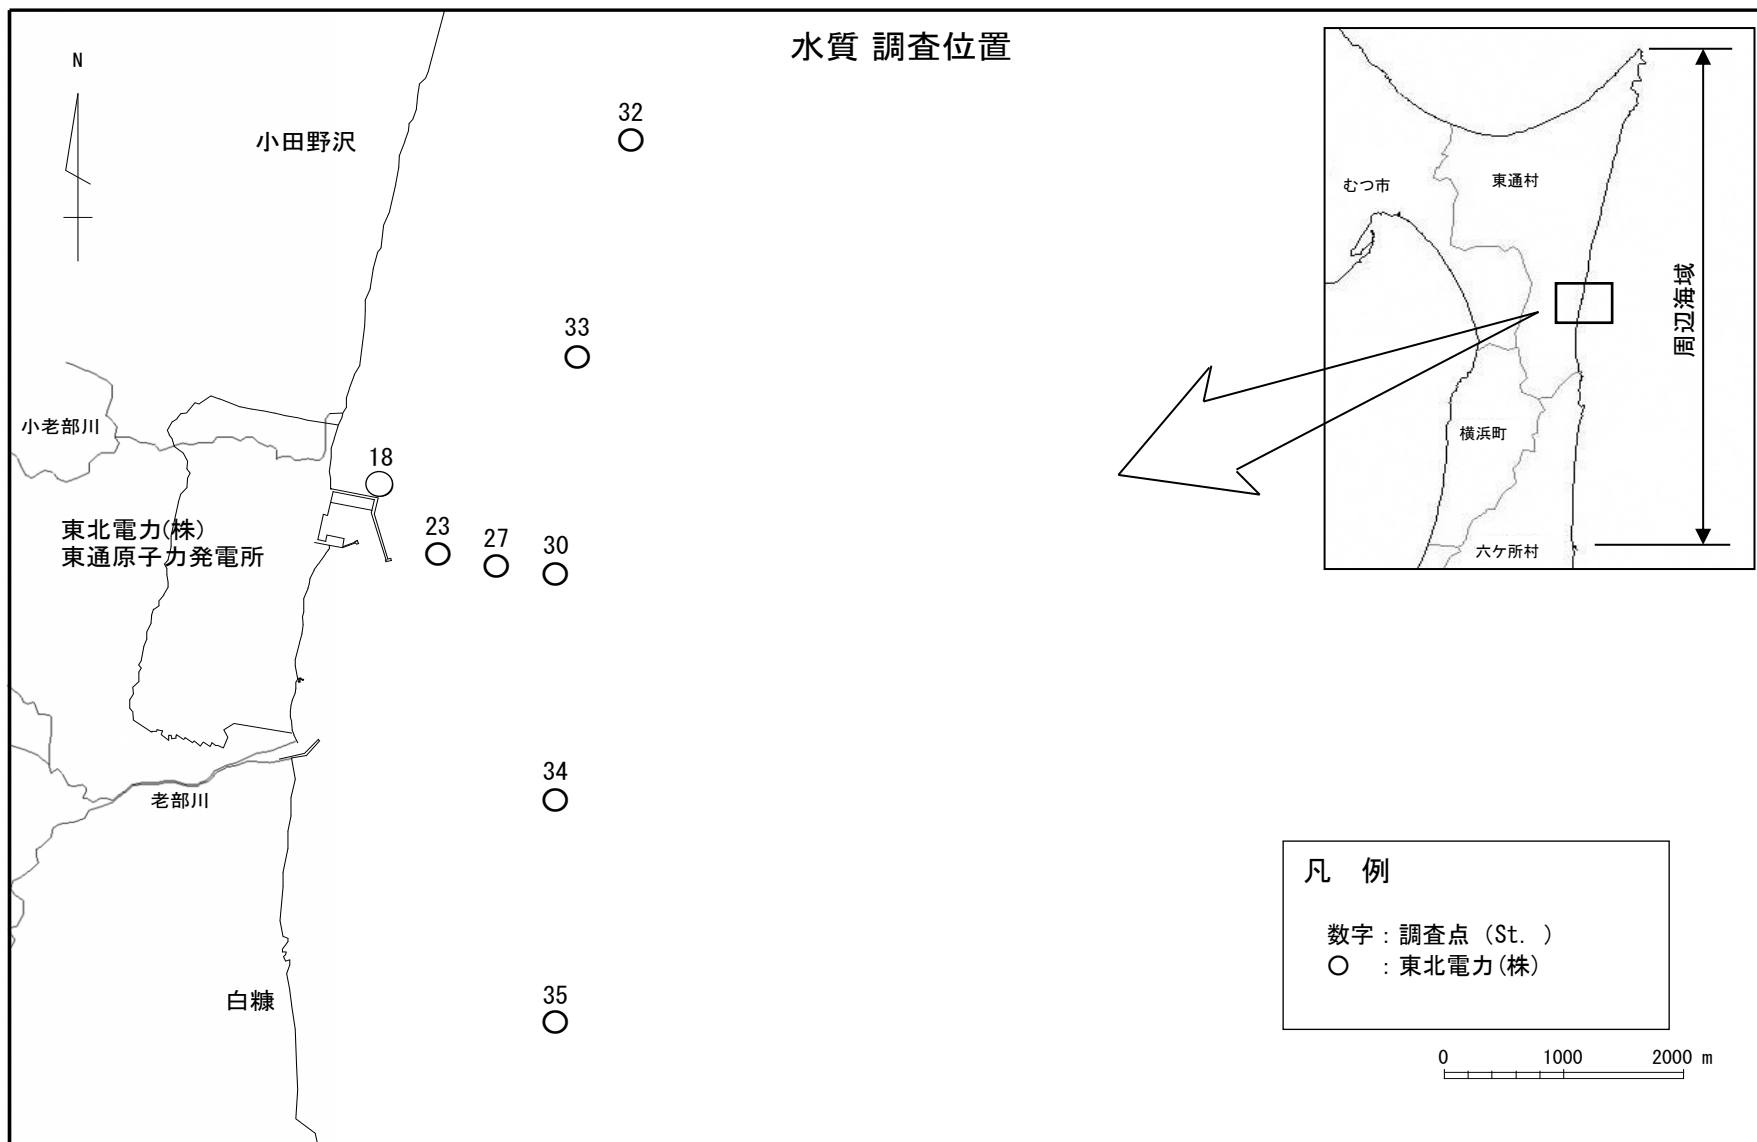 水質 調査位置
N
小田野沢
32
33
小老部川
18
東北電力(株)
東通原子力発電所
23
27
30
老部川
34
白糠
35
むつ市
東通村
周辺海域
横浜町
六ケ所村
凡 例
数字:調査点(St. )
○ :東北電力(株)
0 1000 2000 m